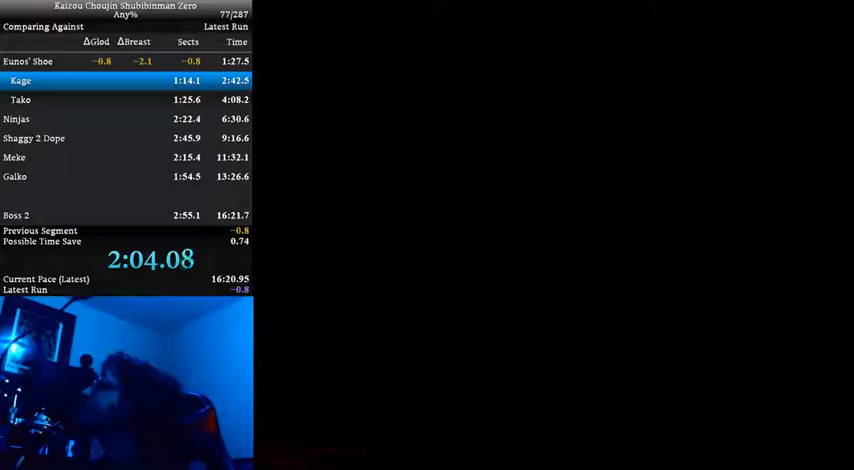 Kaizou Choujin Shubibinman Zero
Any% 77/287
Comparing Against Latest Run
ΔGlod ΔBreast Sects Time
Eunos' Shoe −0.8 −2.1 −0.8 1:27.5
Kage 1:14.1 2:42.5
Tako 1:25.6 4:08.2
Ninjas 2:22.4 6:30.6
Shaggy 2 Dope 2:45.9 9:16.6
Meke 2:15.4 11:32.1
Galko 1:54.5 13:26.6
Boss 2 2:55.1 16:21.7
Previous Segment −0.8
Possible Time Save 0.74
2:04.08
Current Pace (Latest) 16:20.95
Latest Run −0.8